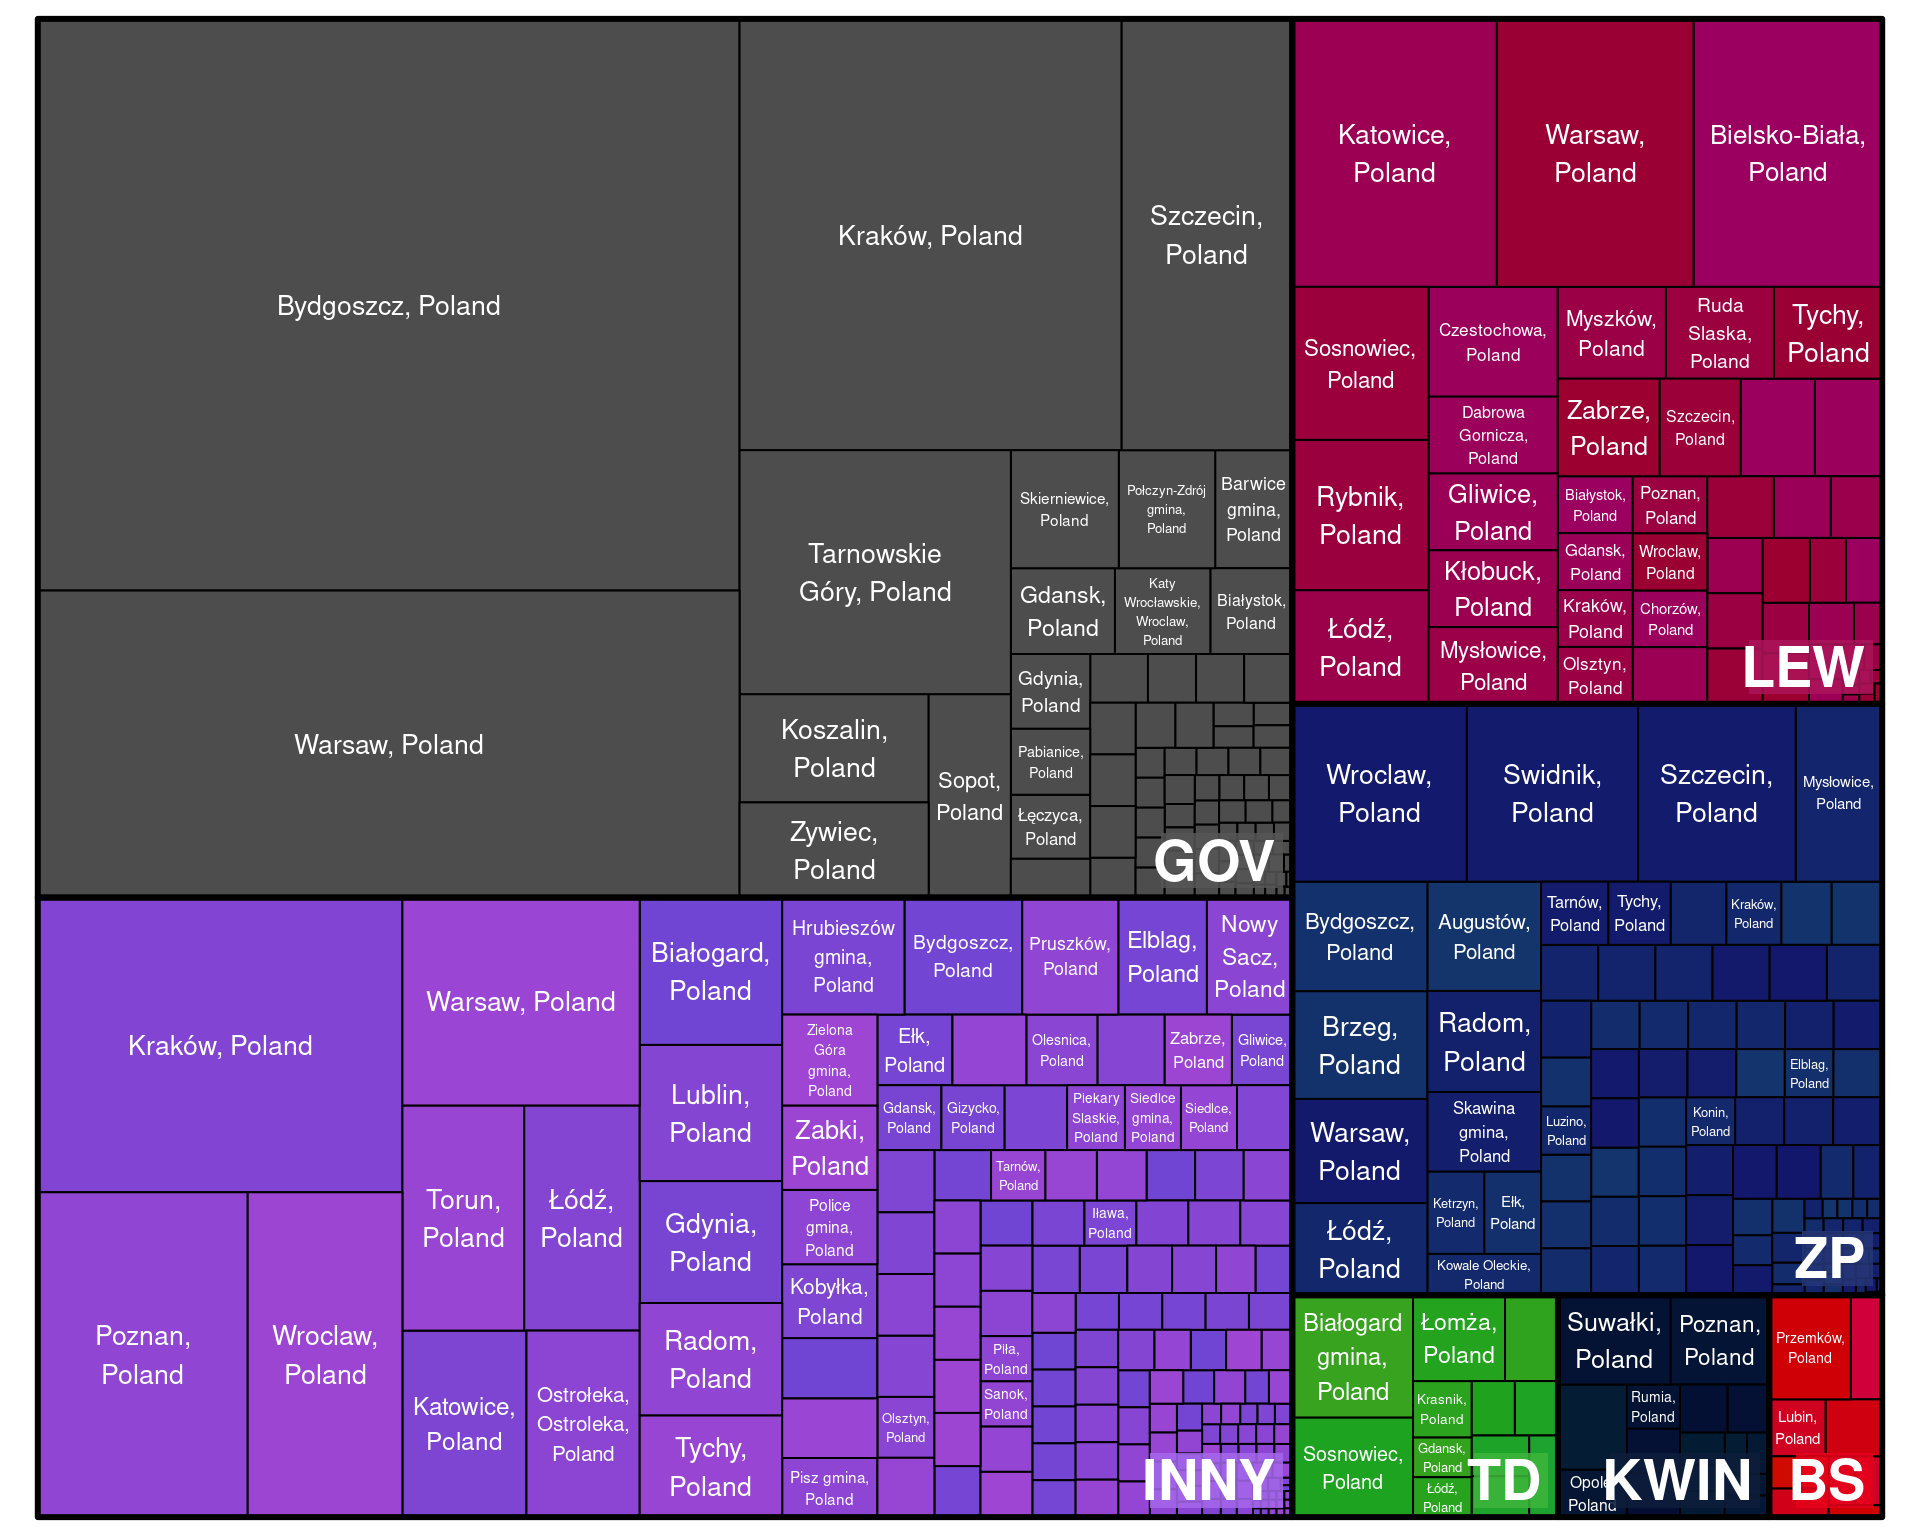 Bydgoszcz, Poland
Kraków, Poland
Szczecin,
Poland
Warsaw, Poland
Tarnowskie
Góry, Poland
Koszalin,
Poland
Zywiec,
Poland
Sopot,
Poland
Skierniewice,
Poland
Połczyn-Zdrój
gmina,
Poland
Barwice
gmina,
Poland
Gdansk,
Poland
Katy
Wrocławskie,
Wroclaw,
Poland
Białystok,
Poland
Gdynia,
Poland
Pabianice,
Poland
Łęczyca,
Poland
GOV
Katowice,
Poland
Warsaw,
Poland
Bielsko-Biała,
Poland
Sosnowiec,
Poland
Rybnik,
Poland
Łódź,
Poland
Czestochowa,
Poland
Dabrowa
Gornicza,
Poland
Gliwice,
Poland
Kłobuck,
Poland
Mysłowice,
Poland
Myszków,
Poland
Ruda
Slaska,
Poland
Tychy,
Poland
Zabrze,
Poland
Szczecin,
Poland
Białystok,
Poland
Poznan,
Poland
Gdansk,
Poland
Wroclaw,
Poland
Kraków,
Poland
Chorzów,
Poland
Olsztyn,
Poland
LEW
Kraków, Poland
Poznan,
Poland
Wroclaw,
Poland
Warsaw, Poland
Torun,
Poland
Łódź,
Poland
Katowice,
Poland
Ostrołeka,
Ostroleka,
Poland
Białogard,
Poland
Lublin,
Poland
Gdynia,
Poland
Radom,
Poland
Tychy,
Poland
Hrubieszów
gmina,
Poland
Bydgoszcz,
Poland
Pruszków,
Poland
Elblag,
Poland
Nowy
Sacz,
Poland
Zielona
Góra
gmina,
Poland
Ełk,
Poland
Olesnica,
Poland
Zabrze,
Poland
Gliwice,
Poland
Zabki,
Poland
Gdansk,
Poland
Gizycko,
Poland
Piekary
Slaskie,
Poland
Siedlce
gmina,
Poland
Siedlce,
Poland
Police
gmina,
Poland
Tarnów,
Poland
Iława,
Poland
Kobyłka,
Poland
Piła,
Poland
Sanok,
Poland
Olsztyn,
Poland
Pisz gmina,
Poland
INNY
Wroclaw,
Poland
Swidnik,
Poland
Szczecin,
Poland
Mysłowice,
Poland
Bydgoszcz,
Poland
Augustów,
Poland
Tarnów,
Poland
Tychy,
Poland
Kraków,
Poland
Brzeg,
Poland
Radom,
Poland
Elblag,
Poland
Warsaw,
Poland
Skawina
gmina,
Poland
Luzino,
Poland
Konin,
Poland
Łódź,
Poland
Ketrzyn,
Poland
Ełk,
Poland
Kowale Oleckie,
Poland
ZP
Białogard
gmina,
Poland
Sosnowiec,
Poland
Łomża,
Poland
Krasnik,
Poland
Gdansk,
Poland
Łódź,
Poland
TD
Suwałki,
Poland
Poznan,
Poland
Rumia,
Poland
Opole,
Poland
KWIN
Przemków,
Poland
Lubin,
Poland
BS